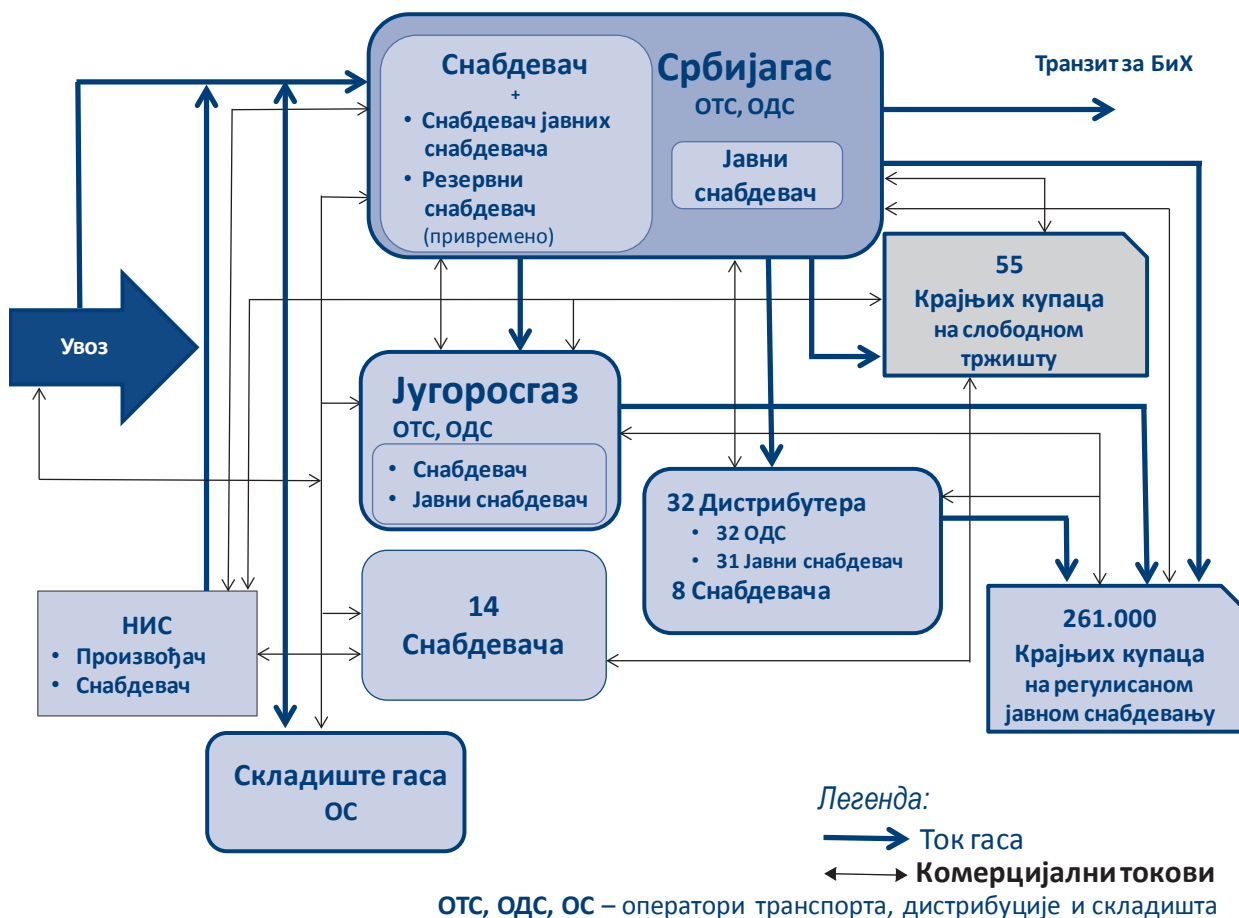 Снабдевач
+
• Снабдевач јавних
снабдевача
• Резервни
снабдевач
(привремено)
Србијагас
ОТС, ОДС
Јавни
снабдевач
Транзит за БиХ
55
Крајњих купаца
на слободном
тржишту
Увоз
Југоросгаз
ОТС, ОДС
• Снабдевач
• Јавни снабдевач
32 Дистрибутера
• 32 ОДС
• 31 Јавни снабдевач
8 Снабдевача
14
Снабдевача
НИС
• Произвођач
• Снабдевач
261.000
Крајњих купаца
на регулисаном
јавном снабдевању
Складиште гаса
ОС
Легенда:
Ток гаса
Комерцијални токови
ОТС, ОДС, ОС – оператори транспорта, дистрибуције и складишта